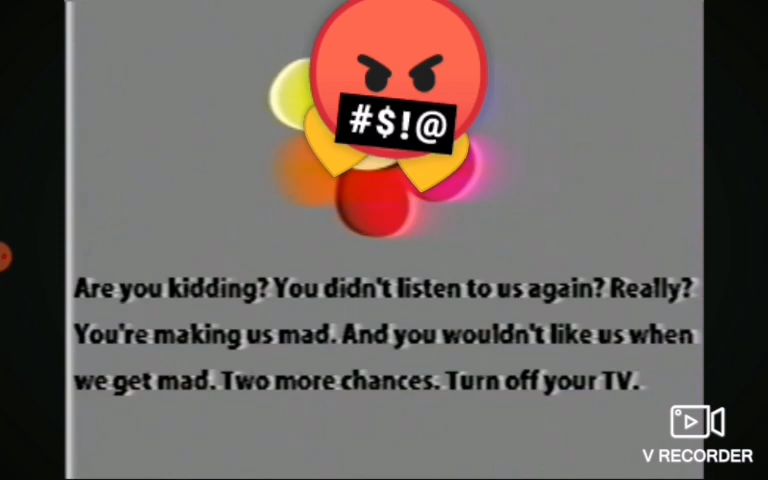 #$!@
Are you kidding? You didn't listen to us again? Really?
You're making us mad. And you wouldn't like us when
we get mad. Two more chances. Turn off your TV.
V RECORDER